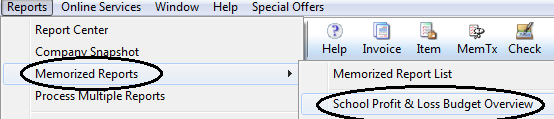 Reports Online Services Window Help Special Offers
Report Center
Company Snapshot
Memorized Reports
Process Multiple Reports
Help Invoice Item MemTx Check
Memorized Report List
School Profit & Loss Budget Overview